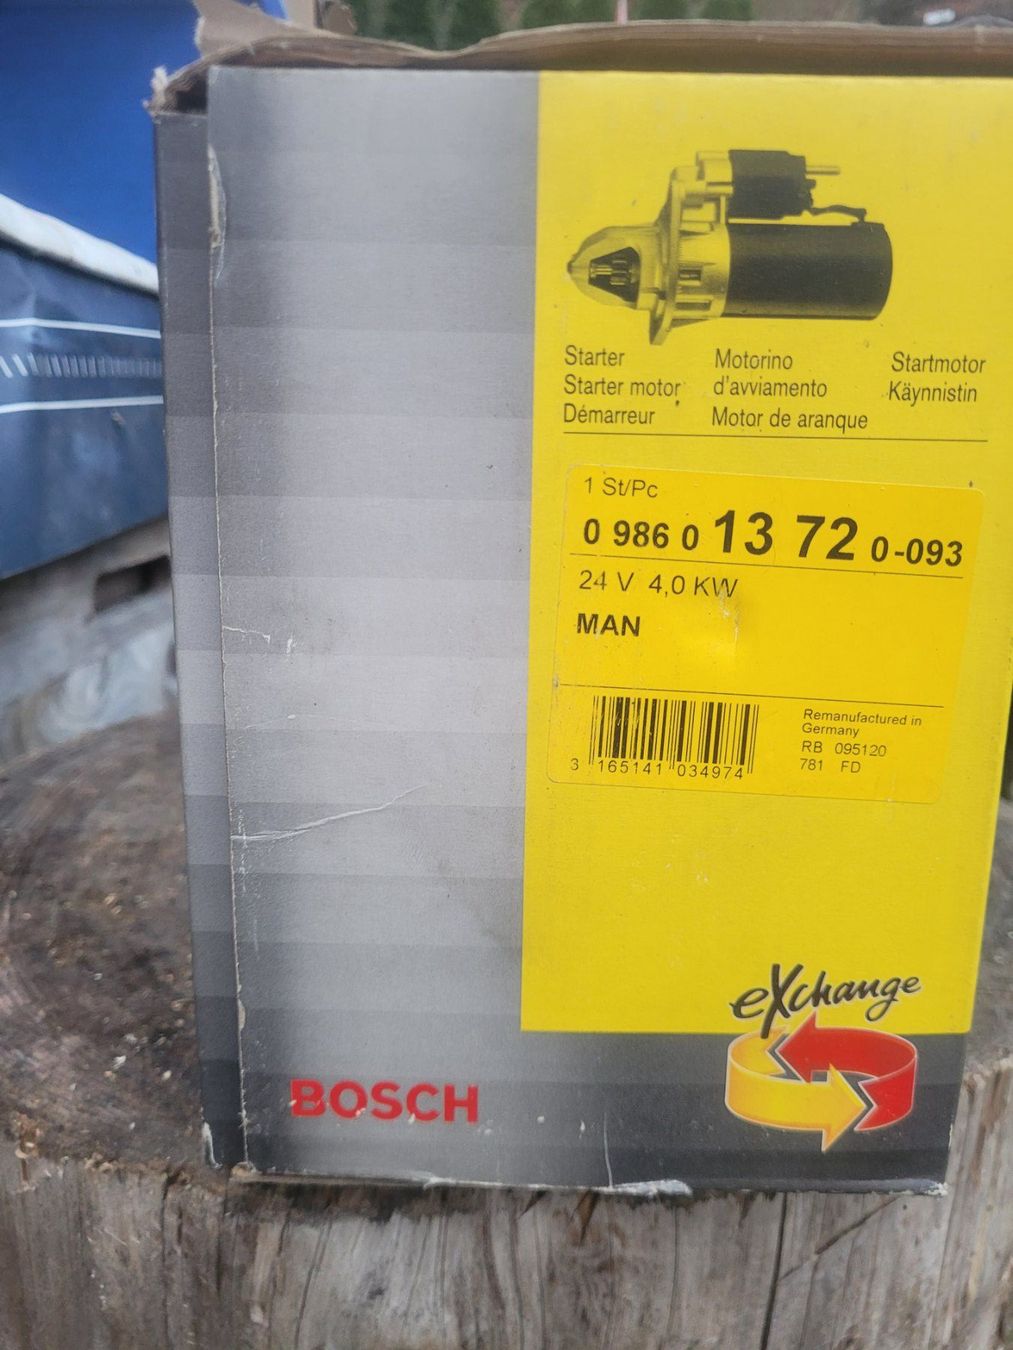 Starter
Starter motor
Démarreur
Motorino
d'avviamento
Motor de aranque
Startmotor
Käynnistin
1 St/Pc
0 986 0 13 72 0-093
24 V 4,0 KW
MAN
3 165141 034974
Remanufactured in
Germany
RB 095120
781 FD
eXchange
BOSCH